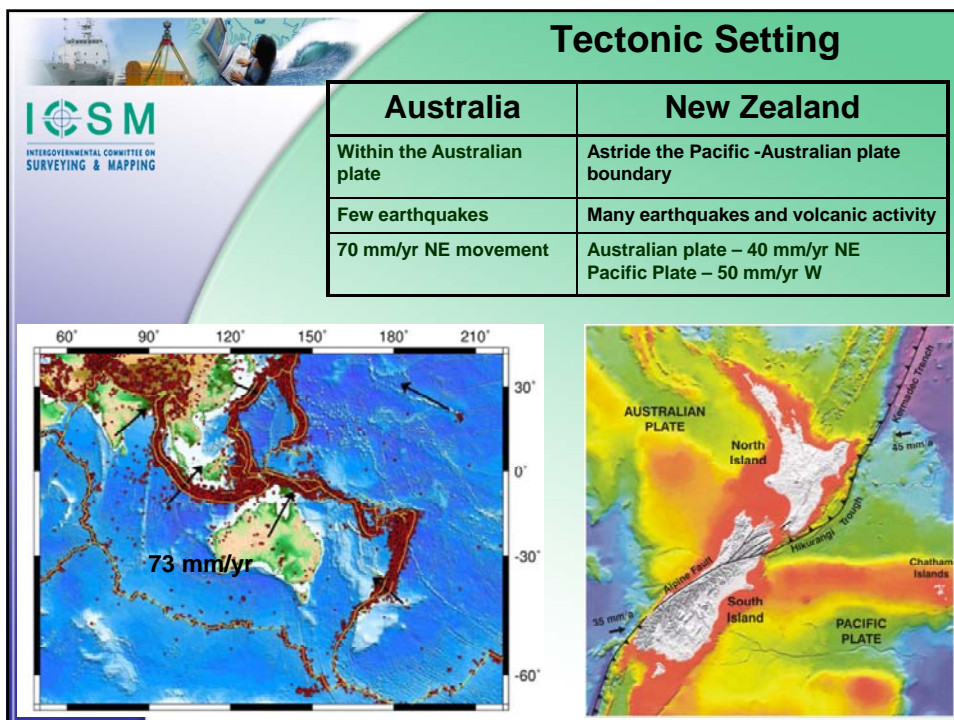 Tectonic Setting
ICSM
INTERGOVERNMENTAL COMMITTEE ON
SURVEYING & MAPPING
Australia
New Zealand
Within the Australian
plate
Astride the Pacific -Australian plate
boundary
Few earthquakes
Many earthquakes and volcanic activity
70 mm/yr NE movement
Australian plate – 40 mm/yr NE
Pacific Plate – 50 mm/yr W
60° 90° 120° 150° 180° 210°
30°
0°
-30°
-60°
73 mm/yr
AUSTRALIAN
PLATE
North
Island
Kermadec Trench
45 mm/a
Hikurangi Trough
Alpine Fault
Chatham
Islands
South
Island
35 mm/a
PACIFIC
PLATE